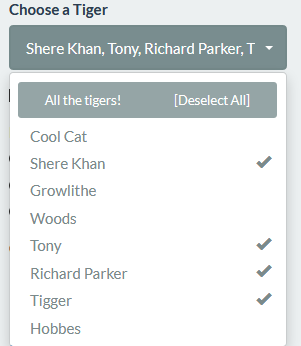 Choose a Tiger
Shere Khan, Tony, Richard Parker, T
All the tigers! [Deselect All]
Cool Cat
Shere Khan
Growlithe
Woods
Tony
Richard Parker
Tigger
Hobbes